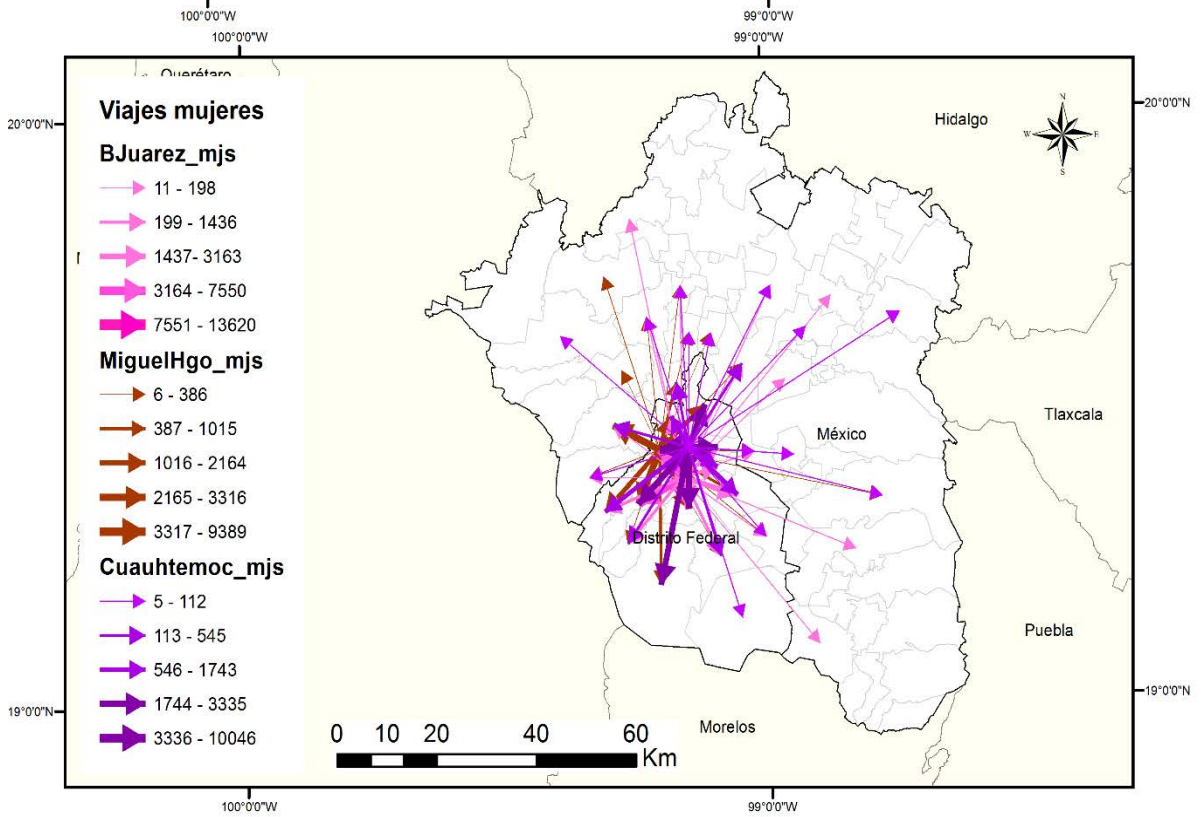 100°0'0"W
99°0'0"W
100°0'0"W
99°0'0"W
Querétaro
Viajes mujeres
20°0'0"N
20°0'0"N
Hidalgo
N
W
E
S
BJuarez_mjs
11 - 198
199 - 1436
1437- 3163
3164 - 7550
7551 - 13620
MiguelHgo_mjs
6 - 386
387 - 1015
1016 - 2164
2165 - 3316
3317 - 9389
Tlaxcala
México
Distrito Federal
Cuauhtemoc_mjs
5 - 112
113 - 545
546 - 1743
1744 - 3335
3336 - 10046
Puebla
19°0'0"N
19°0'0"N
Morelos
0 10 20 40 60
Km
100°0'0"W
99°0'0"W